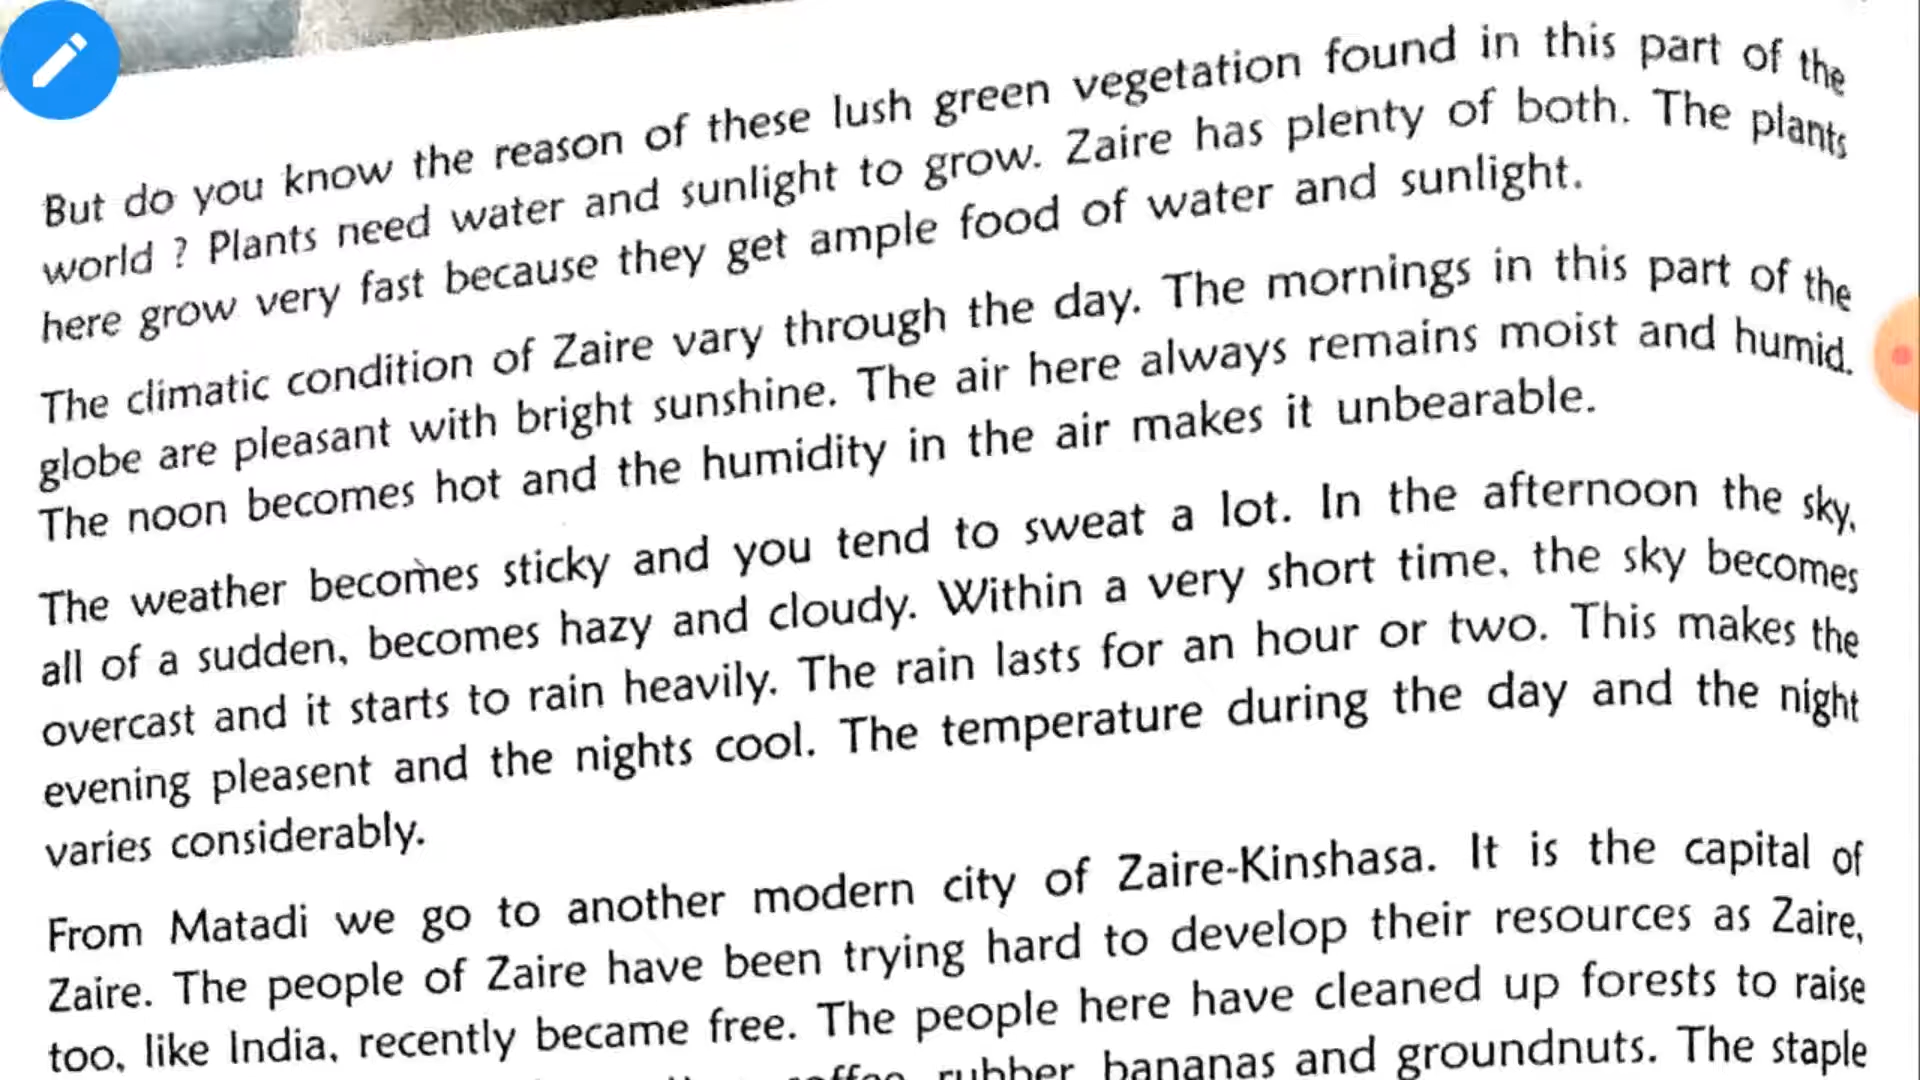 But do you know the reason of these lush green vegetation found in this part of the
world ? Plants need water and sunlight to grow. Zaire has plenty of both. The plants
here grow very fast because they get ample food of water and sunlight.
The climatic condition of Zaire vary through the day. The mornings in this part of the
globe are pleasant with bright sunshine. The air here always remains moist and humid.
The noon becomes hot and the humidity in the air makes it unbearable.
The weather becomes sticky and you tend to sweat a lot. In the afternoon the sky,
all of a sudden, becomes hazy and cloudy. Within a very short time, the sky becomes
overcast and it starts to rain heavily. The rain lasts for an hour or two. This makes the
evening pleasent and the nights cool. The temperature during the day and the night
varies considerably.
From Matadi we go to another modern city of Zaire-Kinshasa. It is the capital of
Zaire. The people of Zaire have been trying hard to develop their resources as Zaire,
too, like India, recently became free. The people here have cleaned up forests to raise
coffee, rubber, bananas and groundnuts. The staple